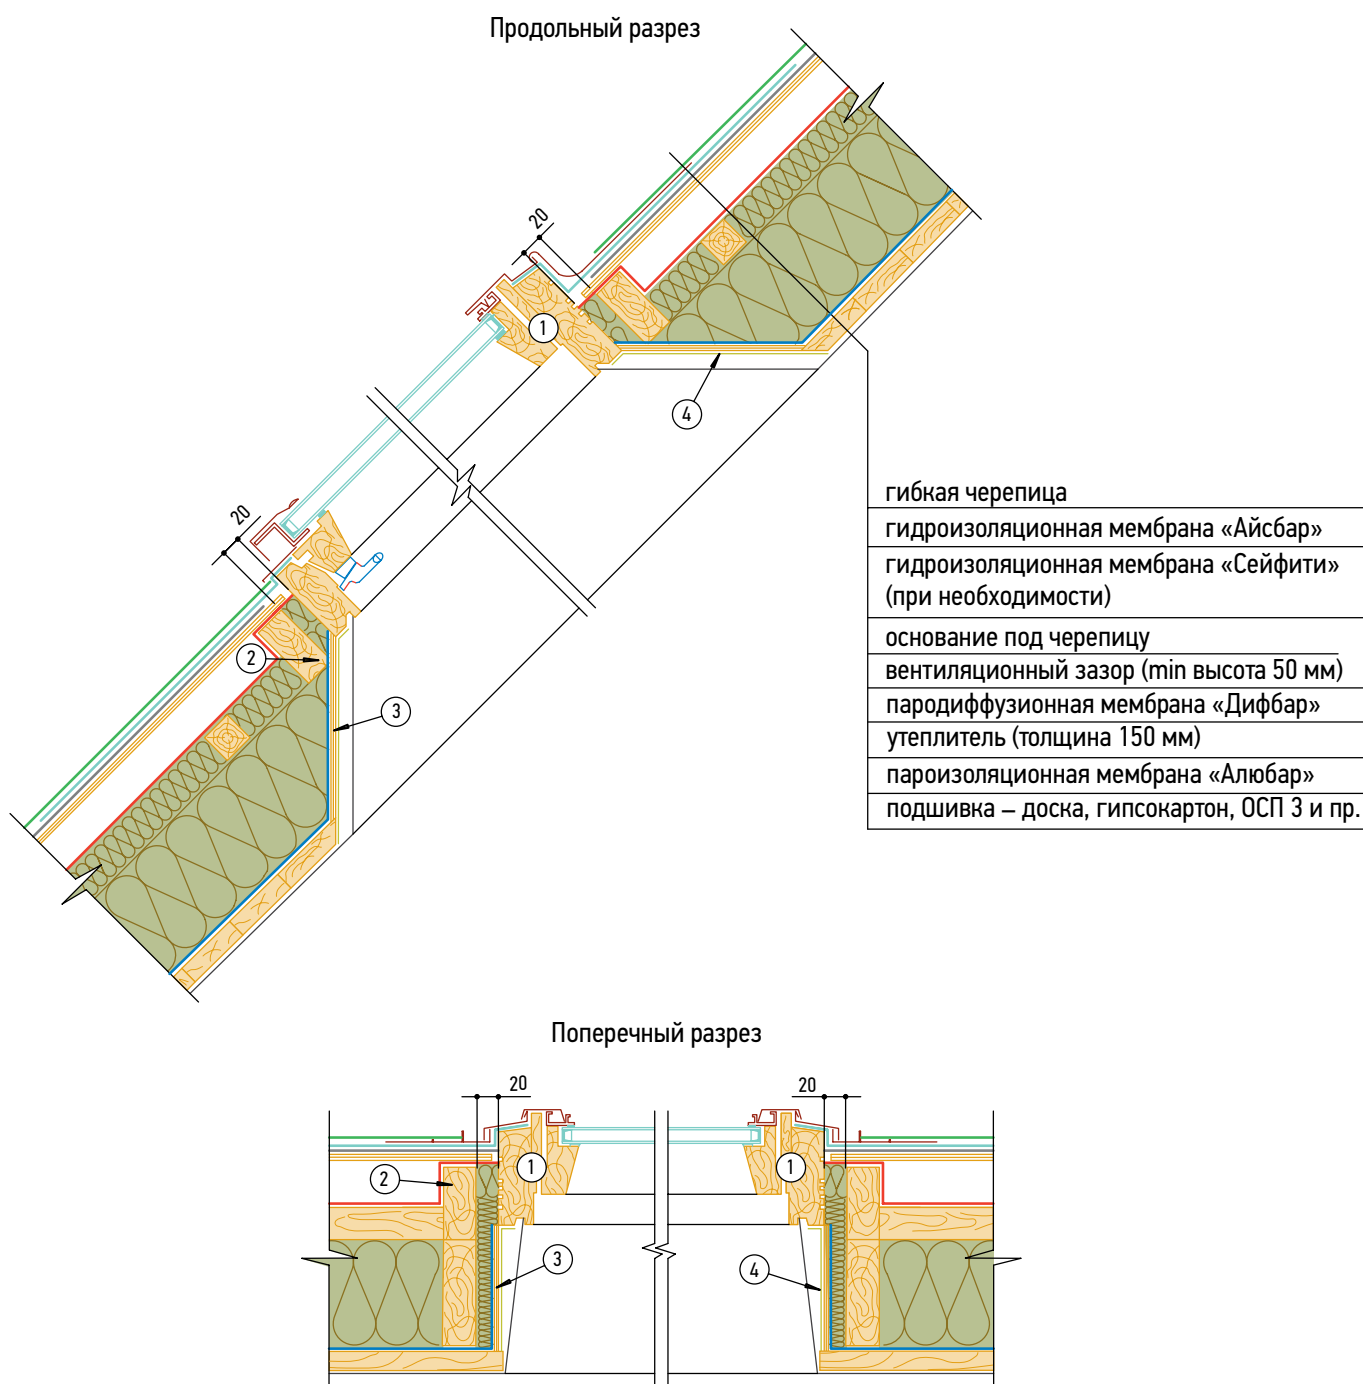 Продольный разрез
20
1
4
20
2
3
гибкая черепица
гидроизоляционная мембрана «Айсбар»
гидроизоляционная мембрана «Сейфити»
(при необходимости)
основание под черепицу
вентиляционный зазор (min высота 50 мм)
пародиффузионная мембрана «Дифбар»
утеплитель (толщина 150 мм)
пароизоляционная мембрана «Алюбар»
подшивка – доска, гипсокартон, ОСП 3 и пр.
Поперечный разрез
20
20
1
1
2
3
4